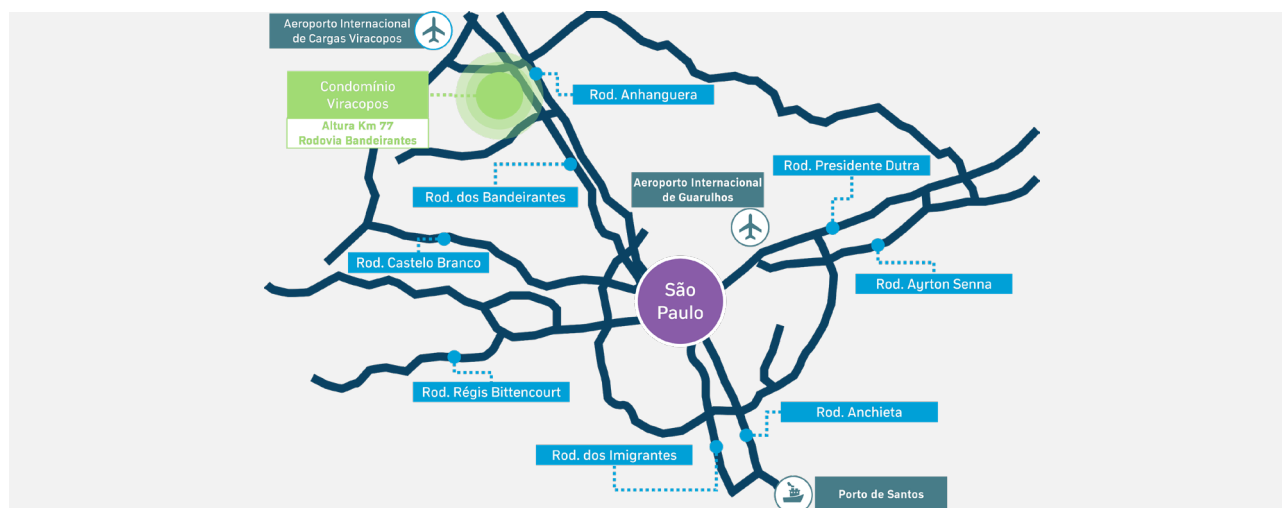 Aeroporto Internacional
de Cargas Viracopos
Condomínio
Viracopos
Altura Km 77
Rodovia Bandeirantes
Rod. Anhanguera
Rod. Presidente Dutra
Aeroporto Internacional
de Guarulhos
Rod. dos Bandeirantes
Rod. Castelo Branco
Rod. Ayrton Senna
São
Paulo
Rod. Régis Bittencourt
Rod. Anchieta
Rod. dos Imigrantes
Porto de Santos